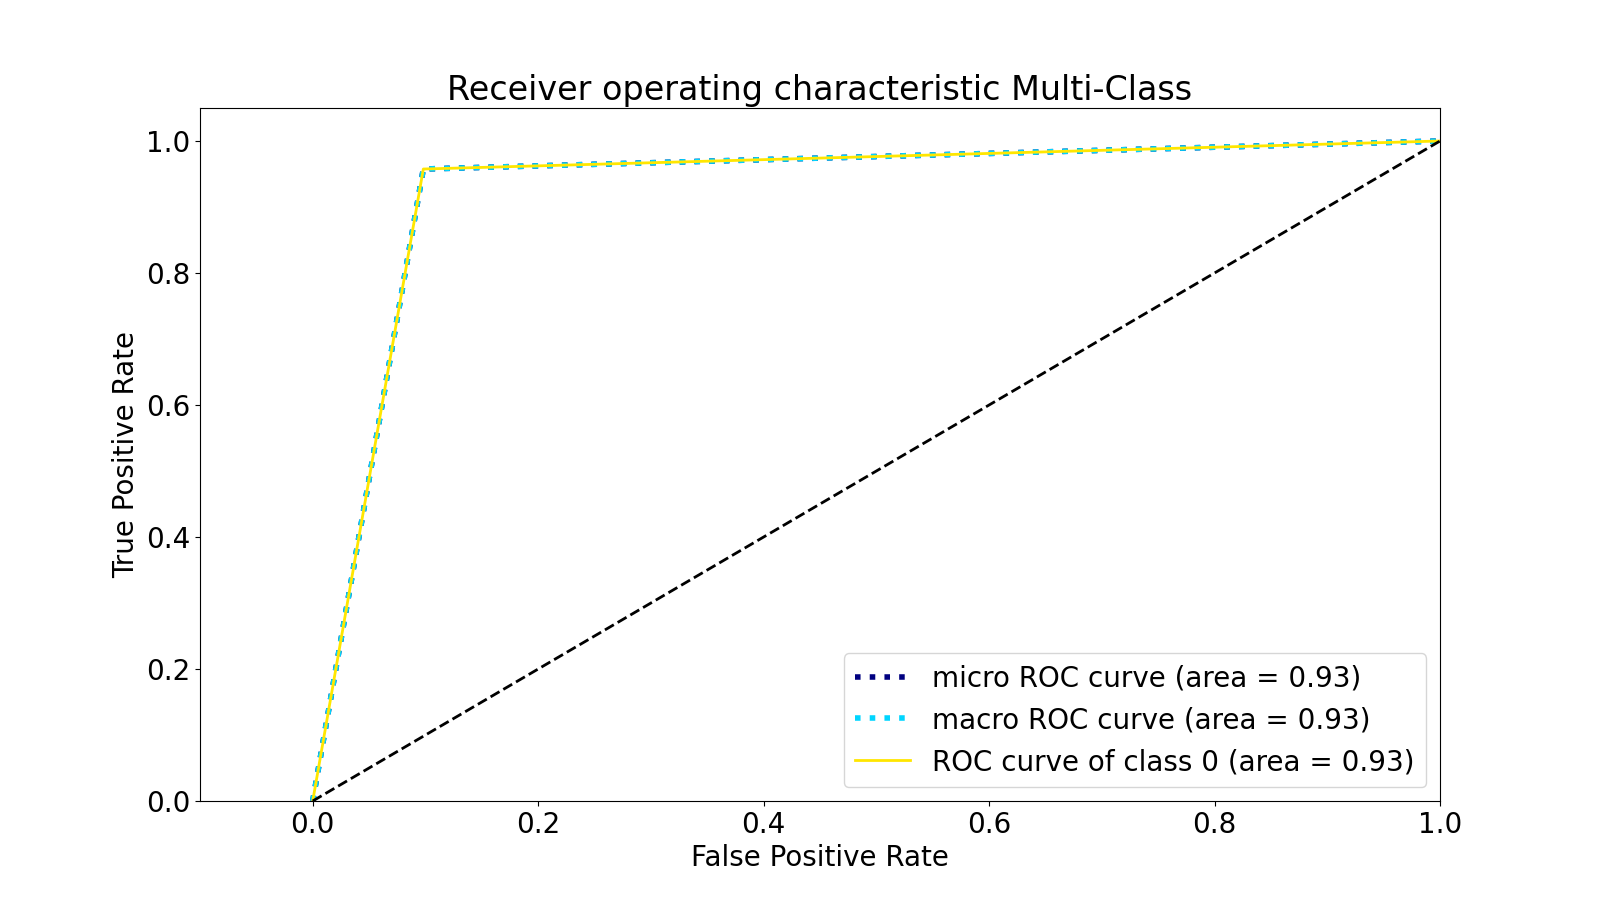 Receiver operating characteristic Multi-Class
1.0
0.8
0.6
0.4
0.2
0.0
True Positive Rate
micro ROC curve (area = 0.93)
macro ROC curve (area = 0.93)
ROC curve of class 0 (area = 0.93)
0.0 0.2 0.4 0.6 0.8 1.0
False Positive Rate